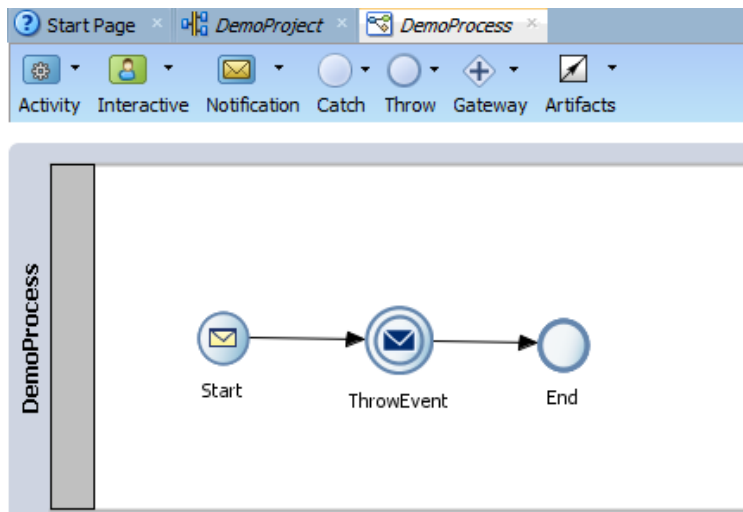 ? Start Page × DemoProject × DemoProcess ×
Activity Interactive Notification Catch Throw Gateway Artifacts
DemoProcess
Start
ThrowEvent
End